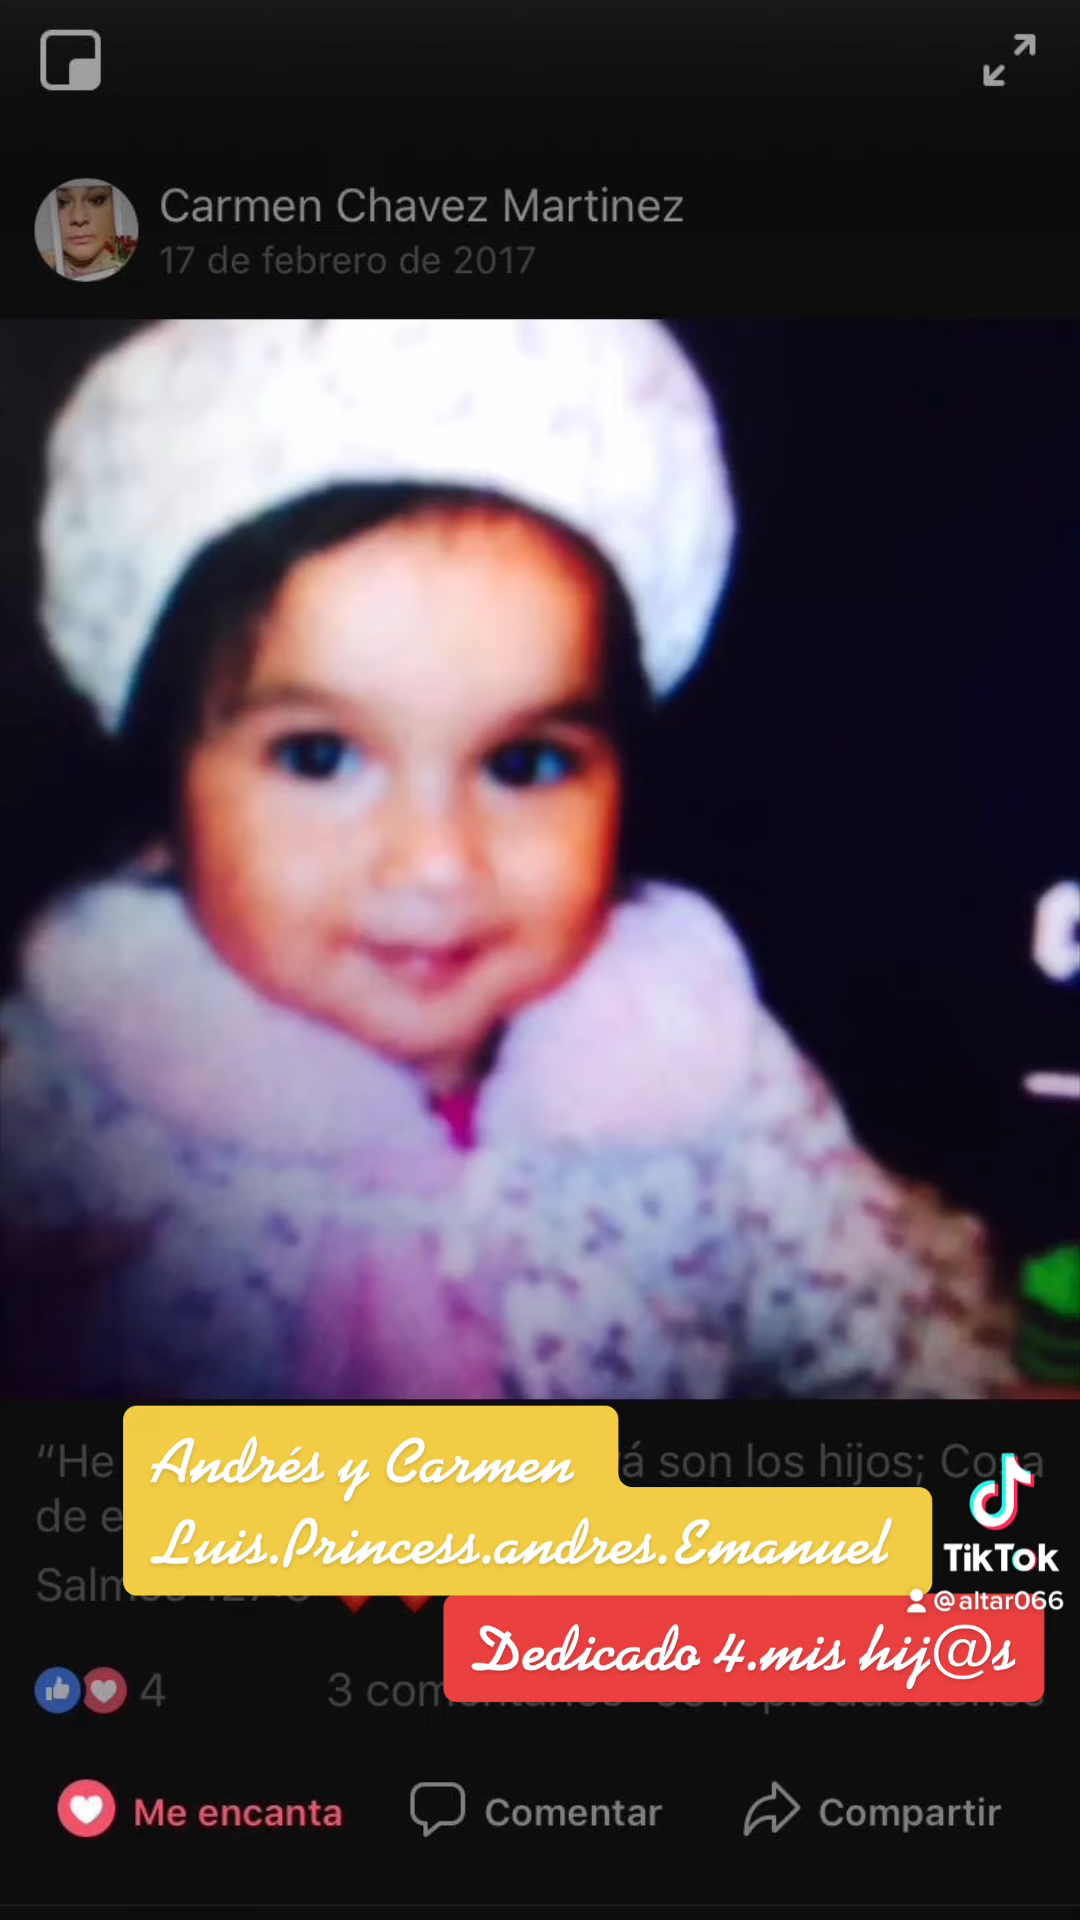 Carmen Chavez Martinez
17 de febrero de 2017
“He
á son los hijos; Co
Andrés y Carmen
de e
Luis.Princess.andres.Emanuel
Salm
TikTok
@altar066
Dedicado 4.mis hij@s
4
3 com
Me encanta
Comentar
Compartir